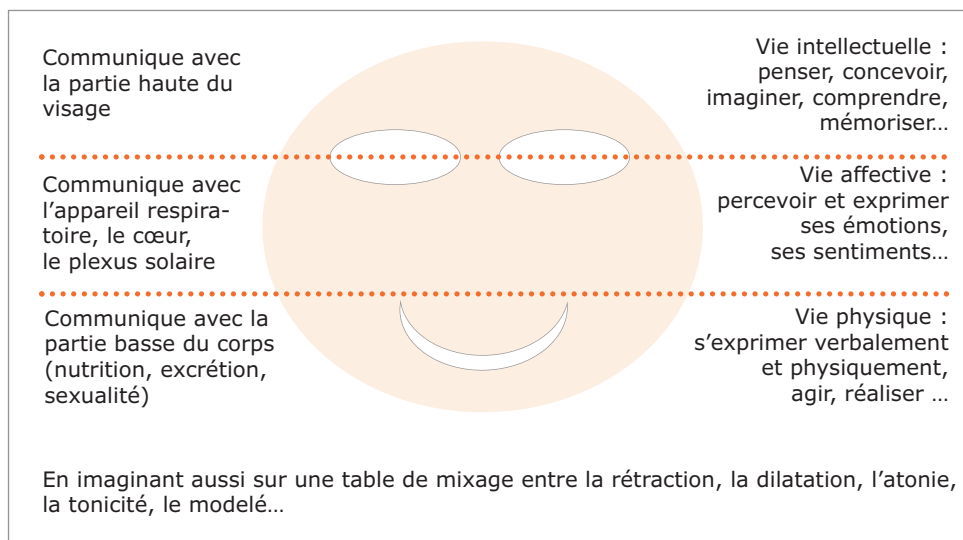 Communique avec
la partie haute du
visage
Vie intellectuelle :
penser, concevoir,
imaginer, comprendre,
mémoriser…
Communique avec
l’appareil respira-
toire, le cœur,
le plexus solaire
Vie affective :
percevoir et exprimer
ses émotions,
ses sentiments…
Communique avec la
partie basse du corps
(nutrition, excrétion,
sexualité)
Vie physique :
s’exprimer verbalement
et physiquement,
agir, réaliser …
En imaginant aussi sur une table de mixage entre la rétraction, la dilatation, l’atonie,
la tonicité, le modelé…